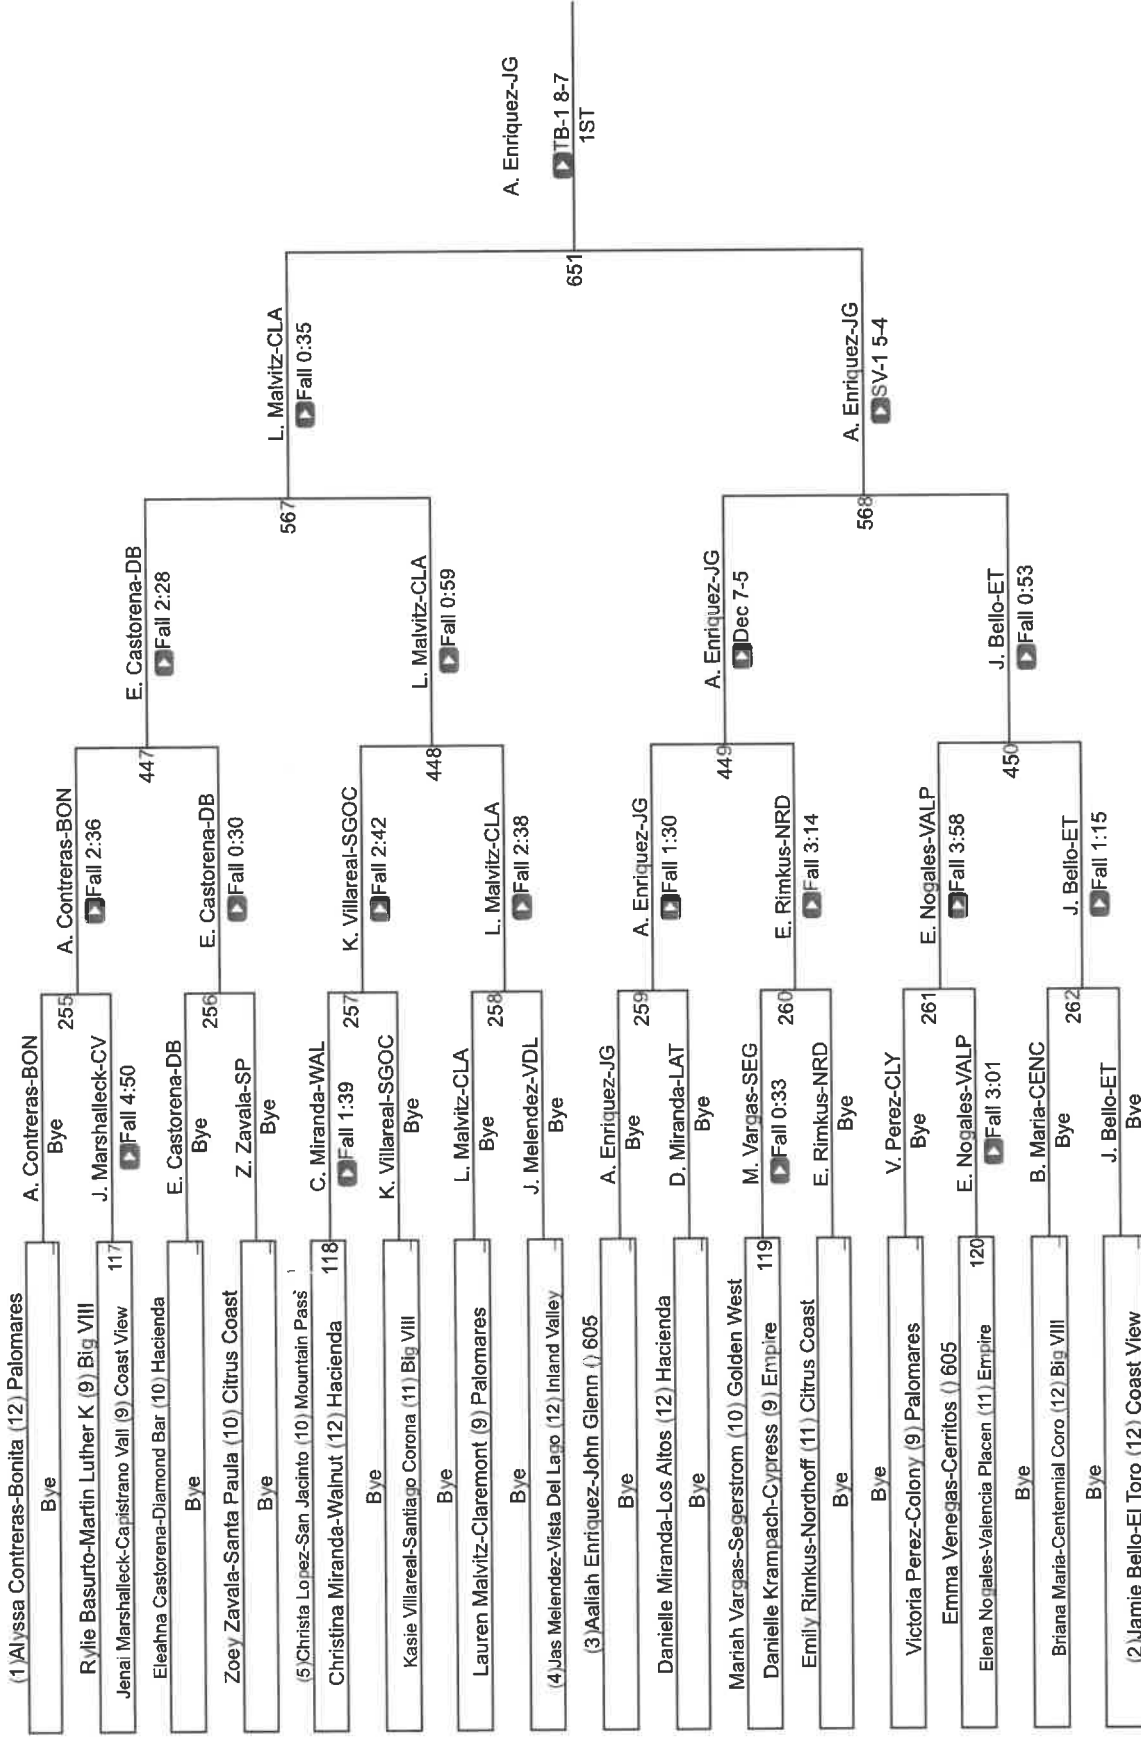 (1)Alyssa Contreras-Bonita (12) Palomares
Bye
Rylie Basurto-Martin Luther K (9) Big VIII
Jenai Marshalleck-Capistrano Vall (9) Coast View
117
Eleahna Castorena-Diamond Bar (10) Hacienda
Bye
Zoey Zavala-Santa Paula (10) Citrus Coast
Bye
(5)Christa Lopez-San Jacinto (10) Mountain Pass
Christina Miranda-Walnut (12) Hacienda
118
Bye
Kasie Villareal-Santiago Corona (11) Big VIII
Bye
Lauren Malvitz-Claremont (9) Palomares
Bye
(4)Jas Melendez-Vista Del Lago (12) Inland Valley
(3)Aaliah Enriquez-John Glenn () 605
Bye
Danielle Miranda-Los Altos (12) Hacienda
Bye
Mariah Vargas-Segerstrom (10) Golden West
Danielle Krampach-Cypress (9) Empire
119
Emily Rimkus-Nordhoff (11) Citrus Coast
Bye
Bye
Victoria Perez-Colony (9) Palomares
Emma Venegas-Cerritos () 605
Elena Nogales-Valencia Placen (11) Empire
120
Bye
Briana Maria-Centennial Coro (12) Big VIII
Bye
(2)Jamie Bello-El Toro (12) Coast View
A. Contreras-BON
Bye
255
J. Marshalleck-CV
Fall 4:50
E. Castorena-DB
Bye
256
Z. Zavala-SP
Bye
C. Miranda-WAL
Fall 1:39
257
K. Villareal-SGOC
Bye
L. Malvitz-CLA
Bye
258
J. Melendez-VDL
Bye
A. Enriquez-JG
Bye
259
D. Miranda-LAT
Bye
M. Vargas-SEG
Fall 0:33
260
E. Rimkus-NRD
Bye
V. Perez-CLY
Bye
261
E. Nogales-VALP
Fall 3:01
B. Maria-CENC
Bye
262
J. Bello-ET
Bye
A. Contreras-BON
Fall 2:36
447
E. Castorena-DB
Fall 0:30
K. Villareal-SGOC
Fall 2:42
448
L. Malvitz-CLA
Fall 2:38
A. Enriquez-JG
Fall 1:30
449
E. Rimkus-NRD
Fall 3:14
E. Nogales-VALP
Fall 3:58
450
J. Bello-ET
Fall 1:15
E. Castorena-DB
Fall 2:28
567
L. Malvitz-CLA
Fall 0:59
A. Enriquez-JG
Dec 7-5
568
J. Bello-ET
Fall 0:53
L. Malvitz-CLA
Fall 0:35
651
A. Enriquez-JG
SV-1 5-4
A. Enriquez-JG
TB-1 8-7
1ST